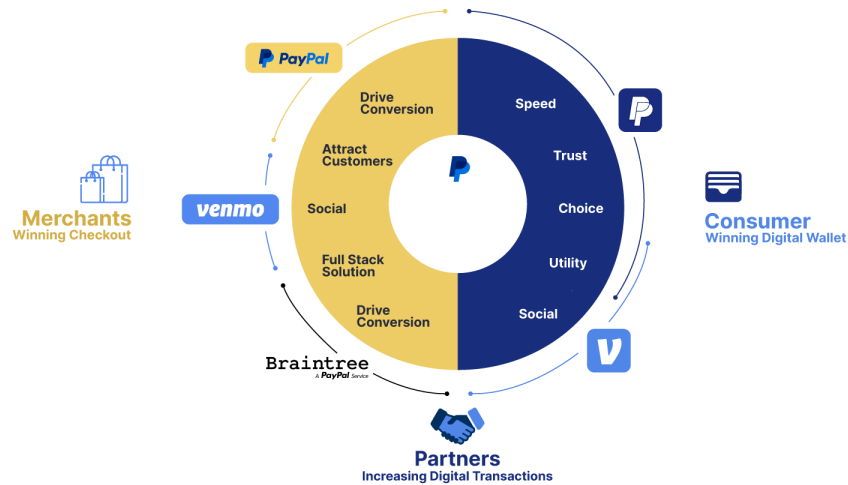 PayPal
Drive
Conversion
Speed
Attract
Customers
Trust
venmo
Social
Choice
Merchants
Winning Checkout
Consumer
Winning Digital Wallet
Full Stack
Solution
Utility
Drive
Conversion
Social
Braintree
A PayPal Service
Partners
Increasing Digital Transactions